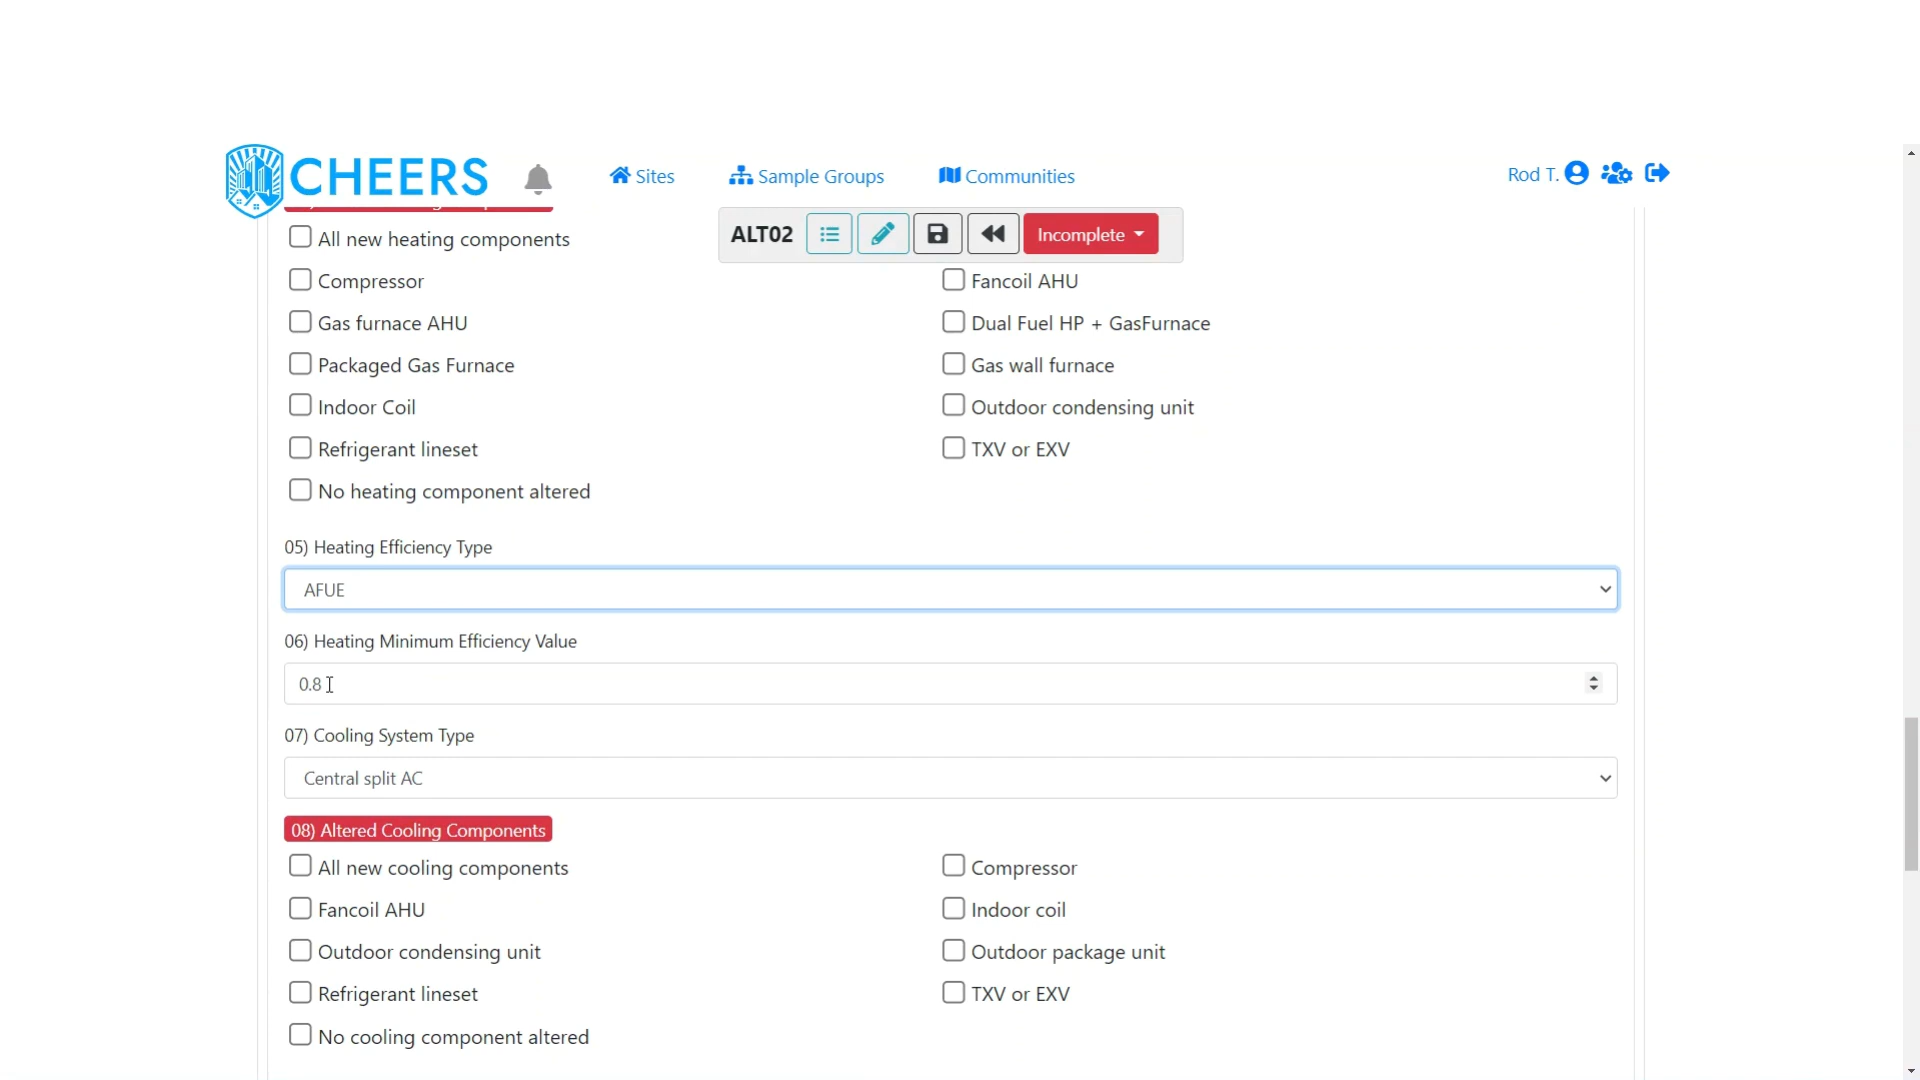 CHEERS
Sites
Sample Groups
Communities
Rod T.
ALT02
Incomplete
All new heating components
Compressor
Fancoil AHU
Gas furnace AHU
Dual Fuel HP + GasFurnace
Packaged Gas Furnace
Gas wall furnace
Indoor Coil
Outdoor condensing unit
Refrigerant lineset
TXV or EXV
No heating component altered
05) Heating Efficiency Type
AFUE
06) Heating Minimum Efficiency Value
0.8
07) Cooling System Type
Central split AC
08) Altered Cooling Components
All new cooling components
Compressor
Fancoil AHU
Indoor coil
Outdoor condensing unit
Outdoor package unit
Refrigerant lineset
TXV or EXV
No cooling component altered